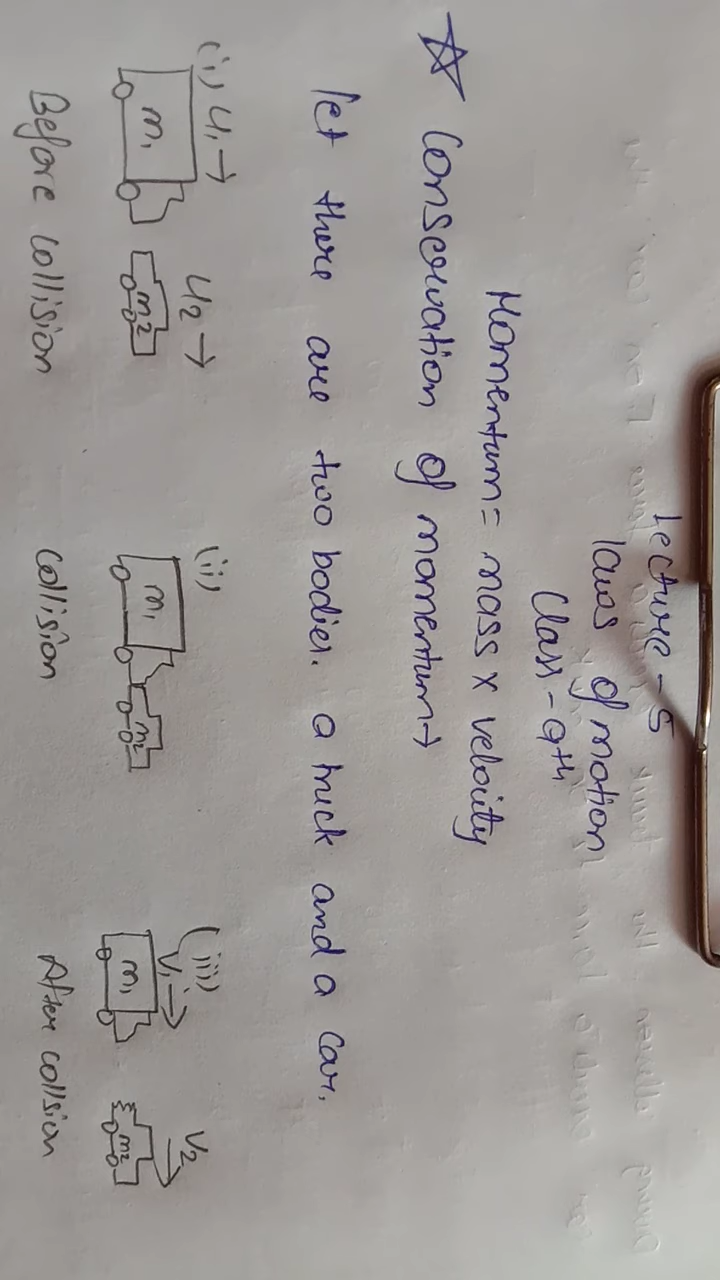 Lecture - 5
laws of motion
Class - 9th
Momentum = mass x velocity
☆ Conservation of momentum →
let there are two bodies. a truck and a car.
(i) u₁ → u₂ →
m₁ m₂
Before collision
(ii)
m₁ m₂
Collision
(iii)
V₁ → V₂ →
m₁ m₂
After collsion